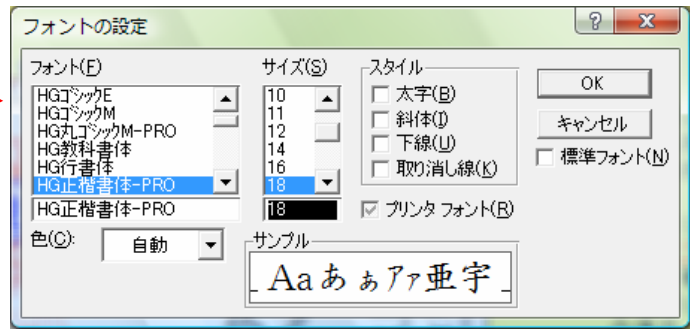 フォントの設定
フォント(F)
HGゴシックE
HGゴシックM
HG丸ゴシックM-PRO
HG教科書体
HG行書体
HG正楷書体-PRO
HG正楷書体-PRO
色(C):
自動
サイズ(S)
10
11
12
14
16
18
18
スタイル
太字(B)
斜体(I)
下線(U)
取り消し線(K)
プリンタ フォント(R)
サンプル
Aaあぁアァ亜宇
OK
キャンセル
標準フォント(N)